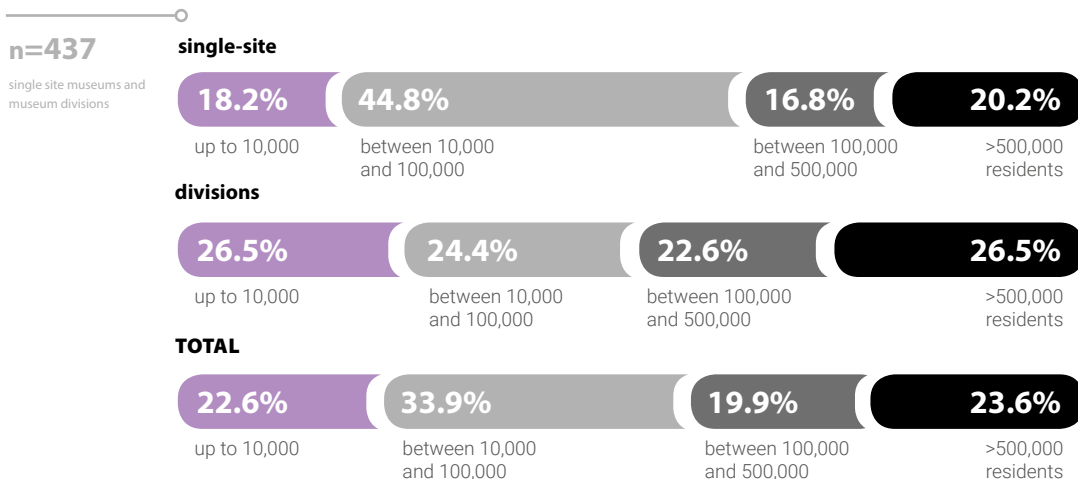 n=437
single site museums and
museum divisions
single-site
18.2% 44.8% 16.8% 20.2%
up to 10,000 between 10,000 between 100,000 >500,000
and 100,000 and 500,000 residents
divisions
26.5% 24.4% 22.6% 26.5%
up to 10,000 between 10,000 between 100,000 >500,000
and 100,000 and 500,000 residents
TOTAL
22.6% 33.9% 19.9% 23.6%
up to 10,000 between 10,000 between 100,000 >500,000
and 100,000 and 500,000 residents